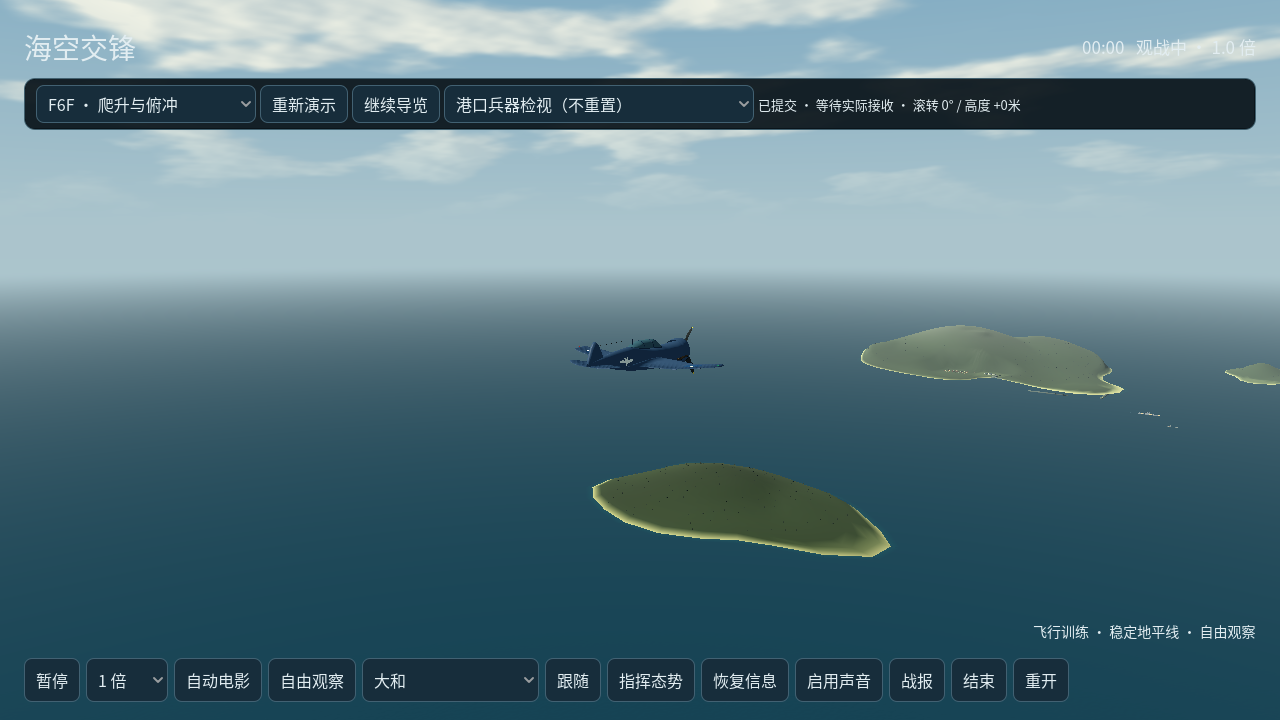 海空交锋
00:00 观战中 · 1.0 倍
F6F · 爬升与俯冲 重新演示 继续导览 港口兵器检视（不重置） 已提交 · 等待实际接收 · 滚转 0° / 高度 +0米
飞行训练 · 稳定地平线 · 自由观察
暂停 1 倍 自动电影 自由观察 大和 跟随 指挥态势 恢复信息 启用声音 战报 结束 重开